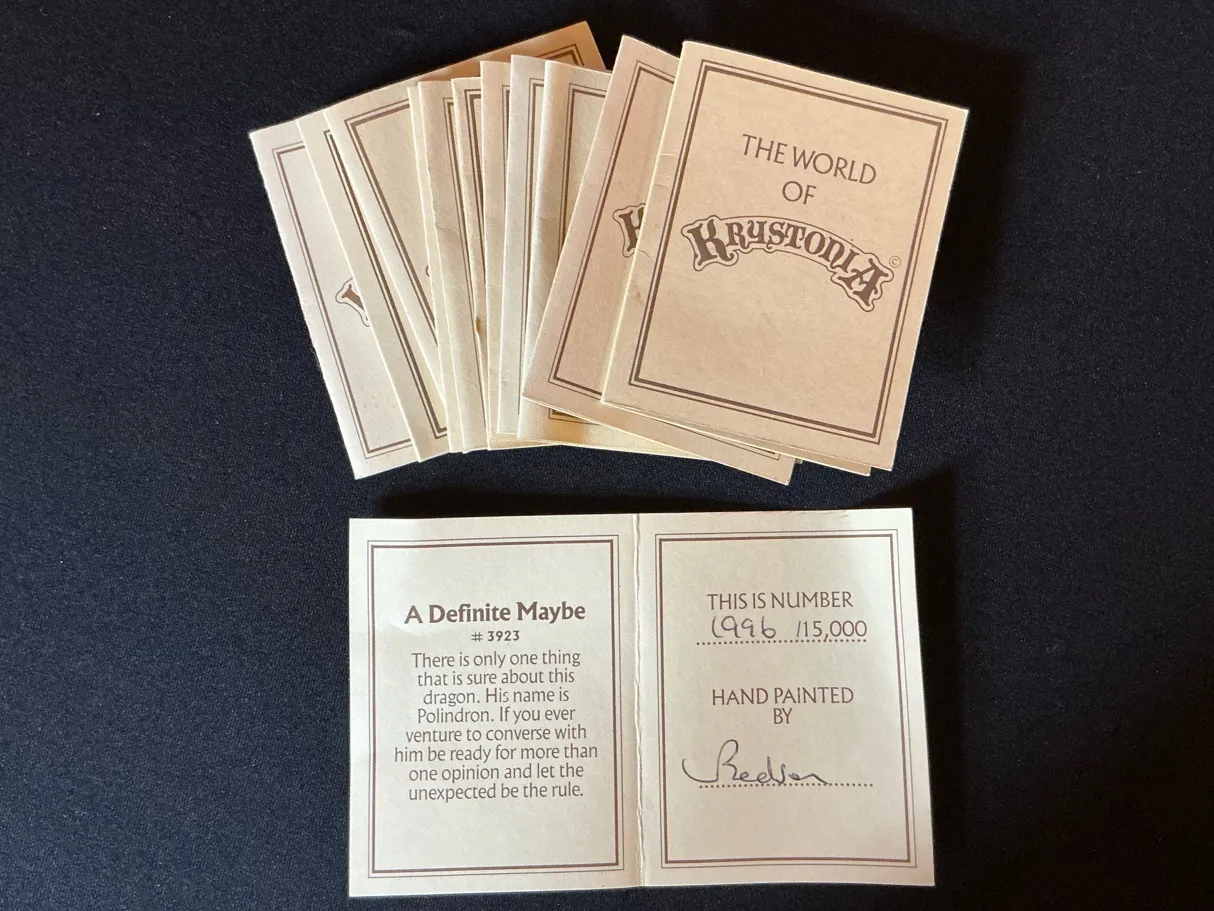 THE WORLD
OF
KRYSTONIA ©
A Definite Maybe
# 3923
There is only one thing
that is sure about this
dragon. His name is
Polindron. If you ever
venture to converse with
him be ready for more than
one opinion and let the
unexpected be the rule.
THIS IS NUMBER
1996 /15,000
HAND PAINTED
BY